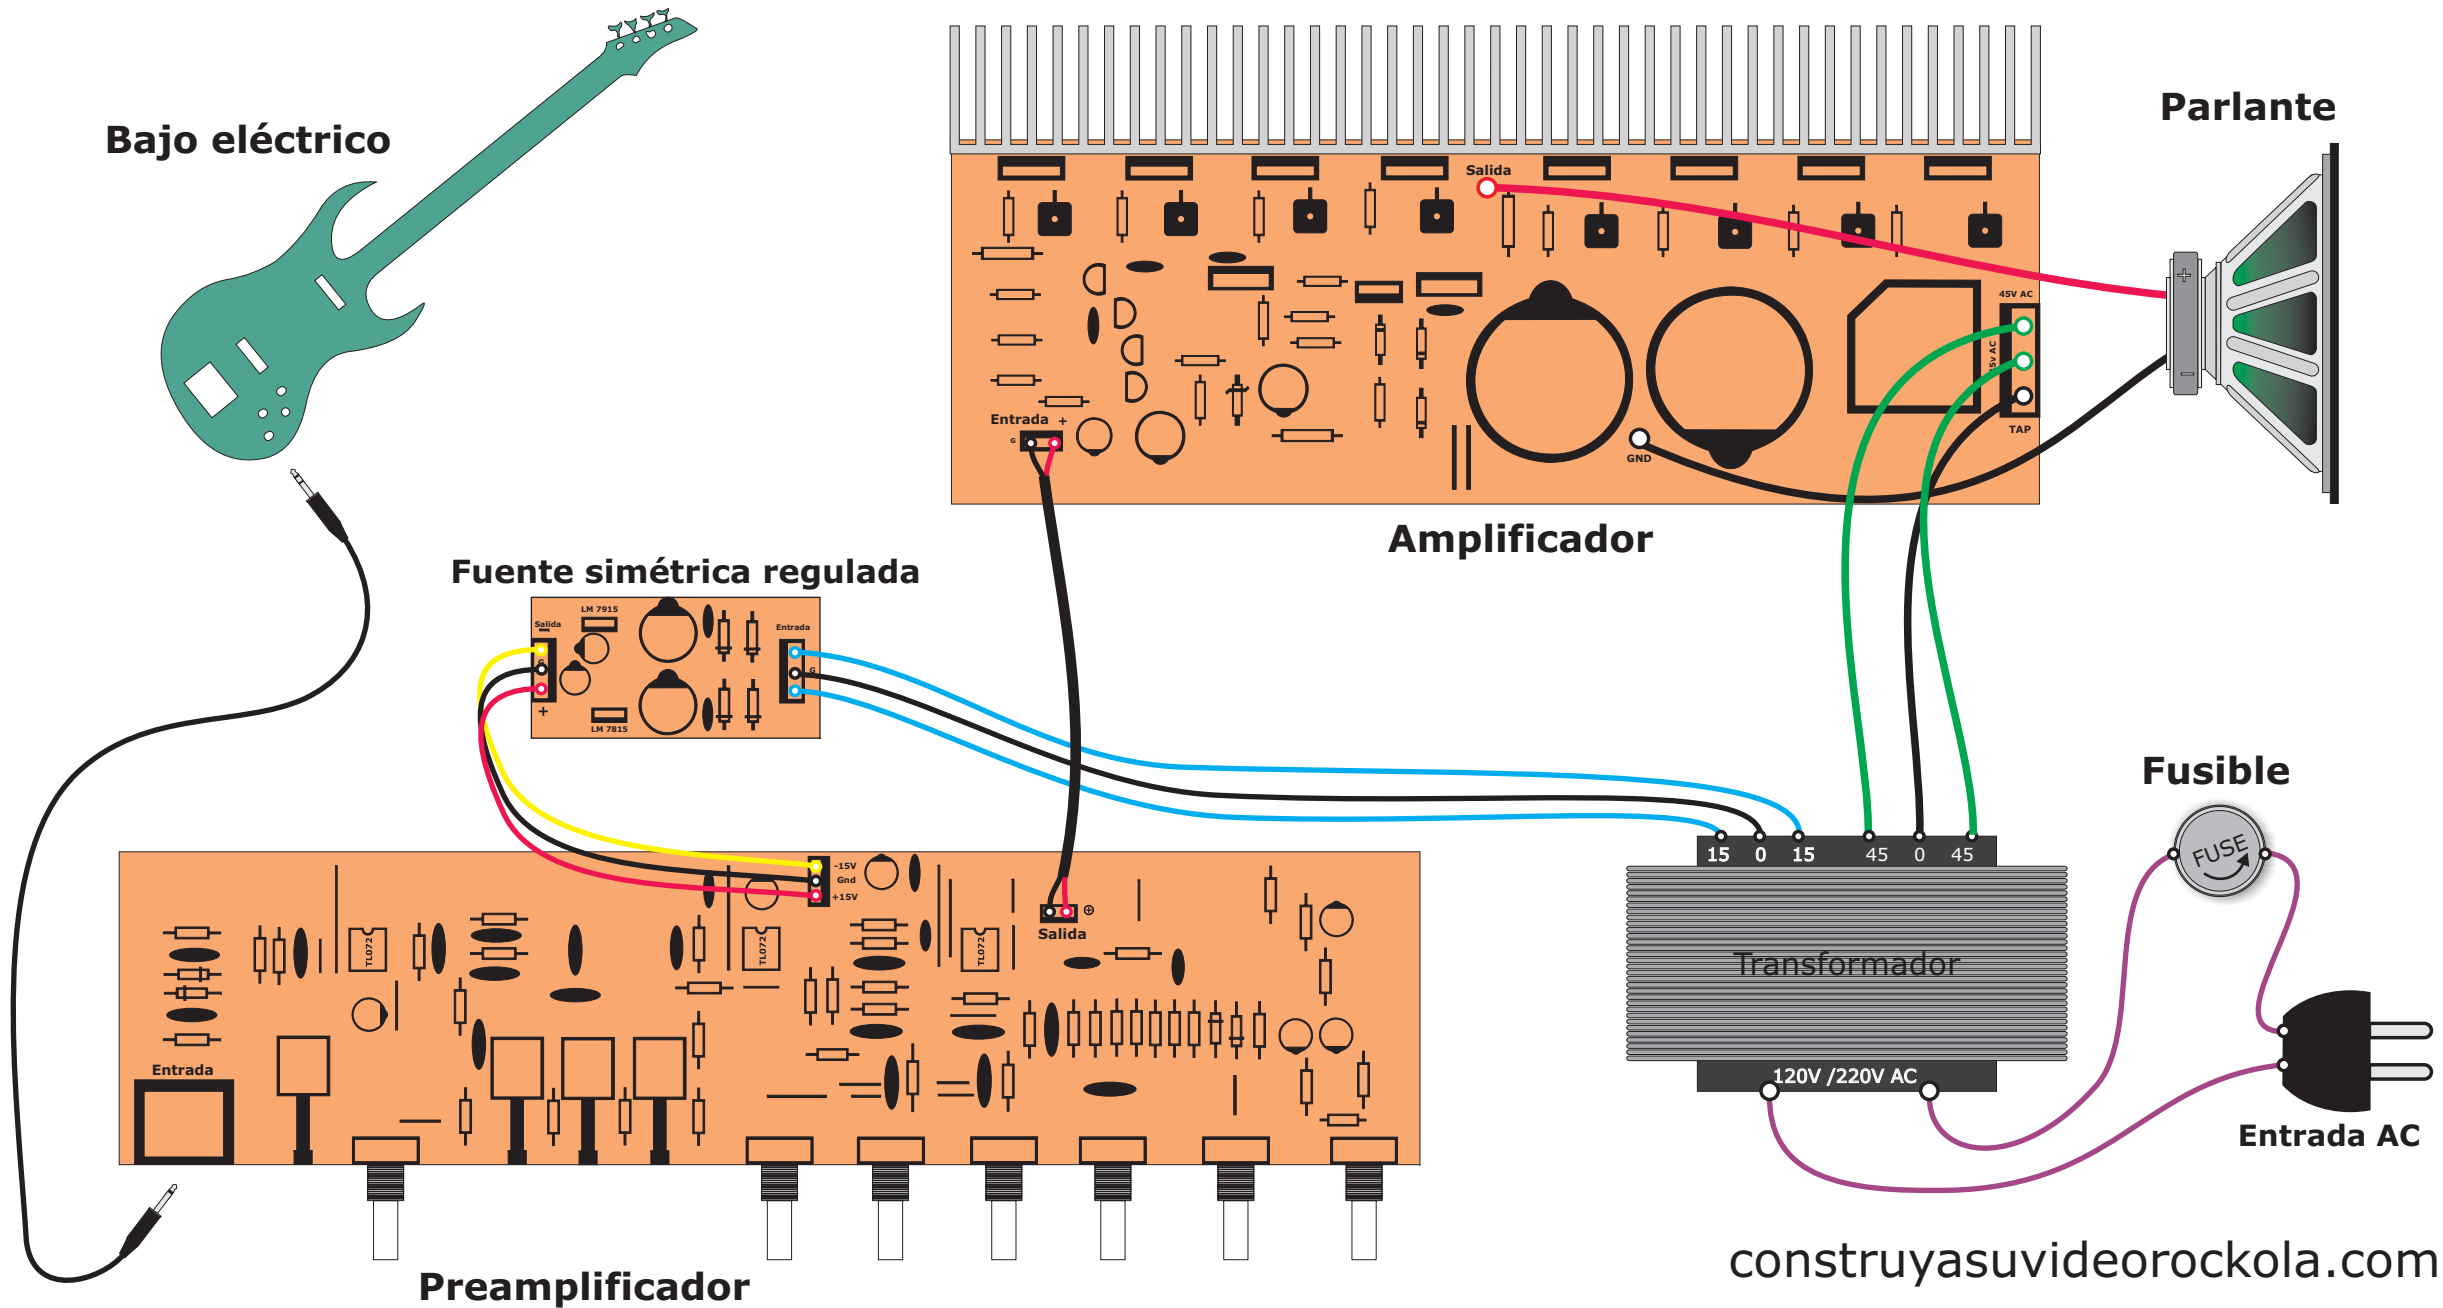 Bajo eléctrico
Parlante
Salida
45V AC
45v AC
TAP
Entrada +
G
GND
Amplificador
Fuente simétrica regulada
LM 7915
Salida
-
G
+
Entrada
G
LM 7815
Fusible
FUSE
-15V
Gnd
+15V
15 0 15 45 0 45
Salida
TL072
TL072
TL072
Transformador
Entrada
120V /220V AC
Entrada AC
Preamplificador
construyasuvideorockola.com
+
-